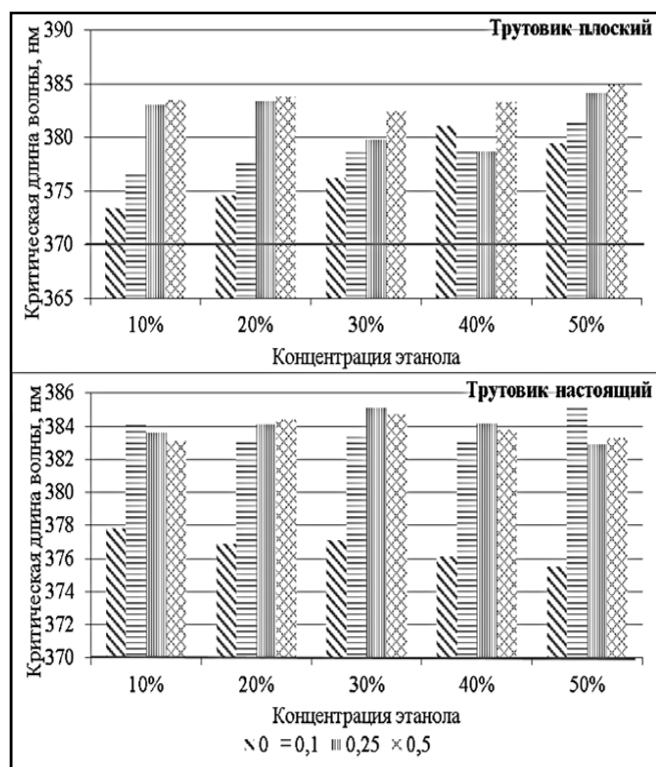 Трутовик плоский
Критическая длина волны, нм
390
385
380
375
370
365
10% 20% 30% 40% 50%
Концентрация этанола
Трутовик настоящий
Критическая длина волны, нм
386
384
382
380
378
376
374
372
370
10% 20% 30% 40% 50%
Концентрация этанола
0 0,1 0,25 0,5